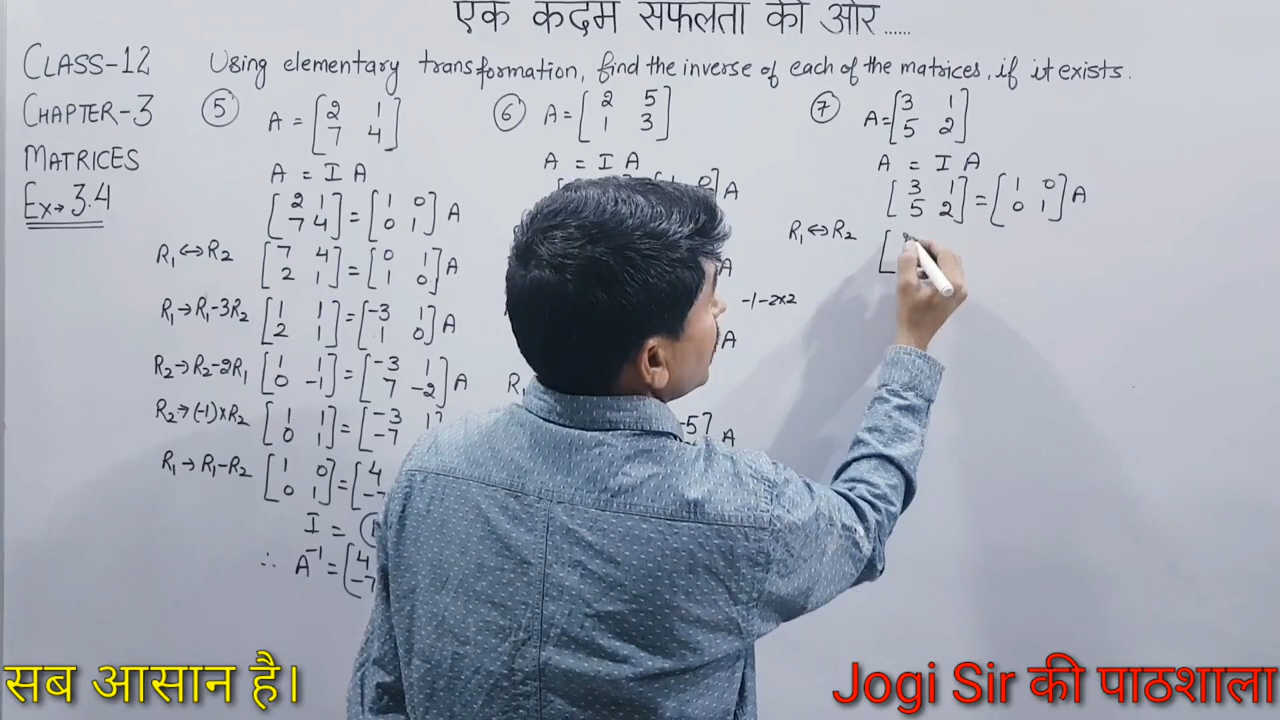 एक कदम सफलता की ओर......
CLASS-12
CHAPTER-3
MATRICES
Ex→3.4
Using elementary transformation, find the inverse of each of the matrices, if it exists.
⑤ A = [2 1
7 4]
A = I A
[2 1
7 4] = [1 0
0 1] A
R₁↔R₂ [7 4
2 1] = [0 1
1 0] A
R₁→R₁-3R₂ [1 1
2 1] = [-3 1
1 0] A
R₂→R₂-2R₁ [1 1
0 -1] = [-3 1
7 -2] A
R₂→(-1)×R₂ [1 1
0 1] = [-3 1
-7
R₁→R₁-R₂ [1 0
0 1] = [4
-7
I =
∴ A⁻¹ = [4
-7
⑥ A = [2 5
1 3]
A = I A
0] A
A
-1-2×2
A
R
-5] A
⑦ A = [3 1
5 2]
A = I A
[3 1
5 2] = [1 0
0 1] A
R₁↔R₂ [
सब आसान है।
Jogi Sir की पाठशाला